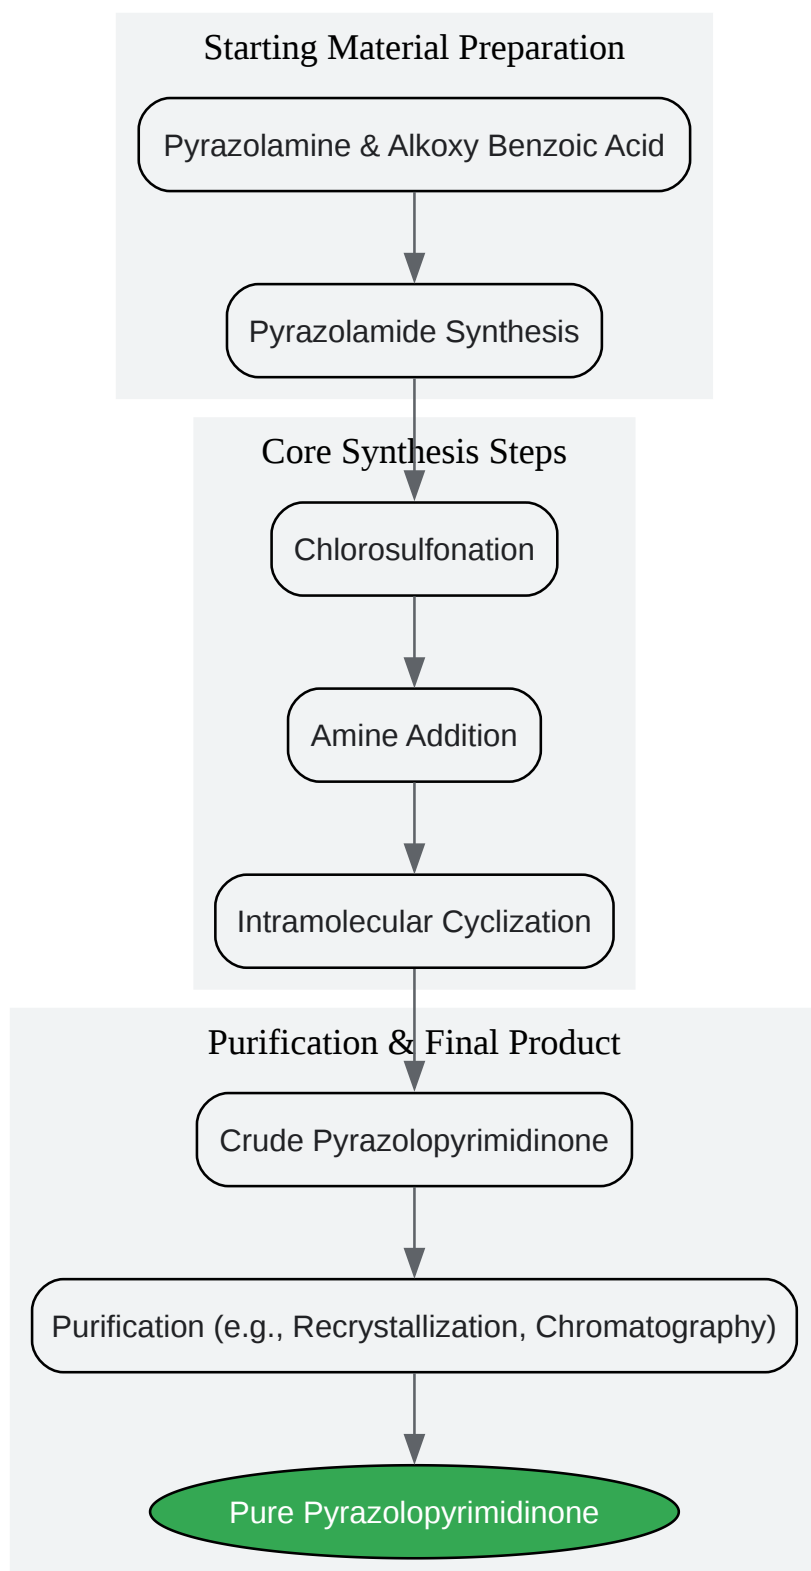 Starting Material Preparation
Pyrazolamine & Alkoxy Benzoic Acid
Pyrazolamide Synthesis
Core Synthesis Steps
Chlorosulfonation
Amine Addition
Intramolecular Cyclization
Purification & Final Product
Crude Pyrazolopyrimidinone
Purification (e.g., Recrystallization, Chromatography)
Pure Pyrazolopyrimidinone